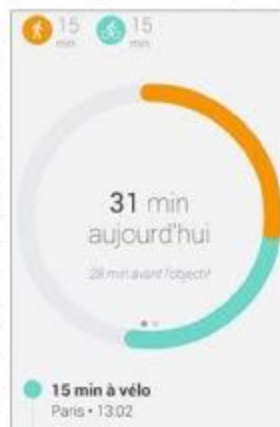 15 min
15 min
31 min
aujourd'hui
28 min avant l'objectif
15 min à vélo
Paris • 13:02